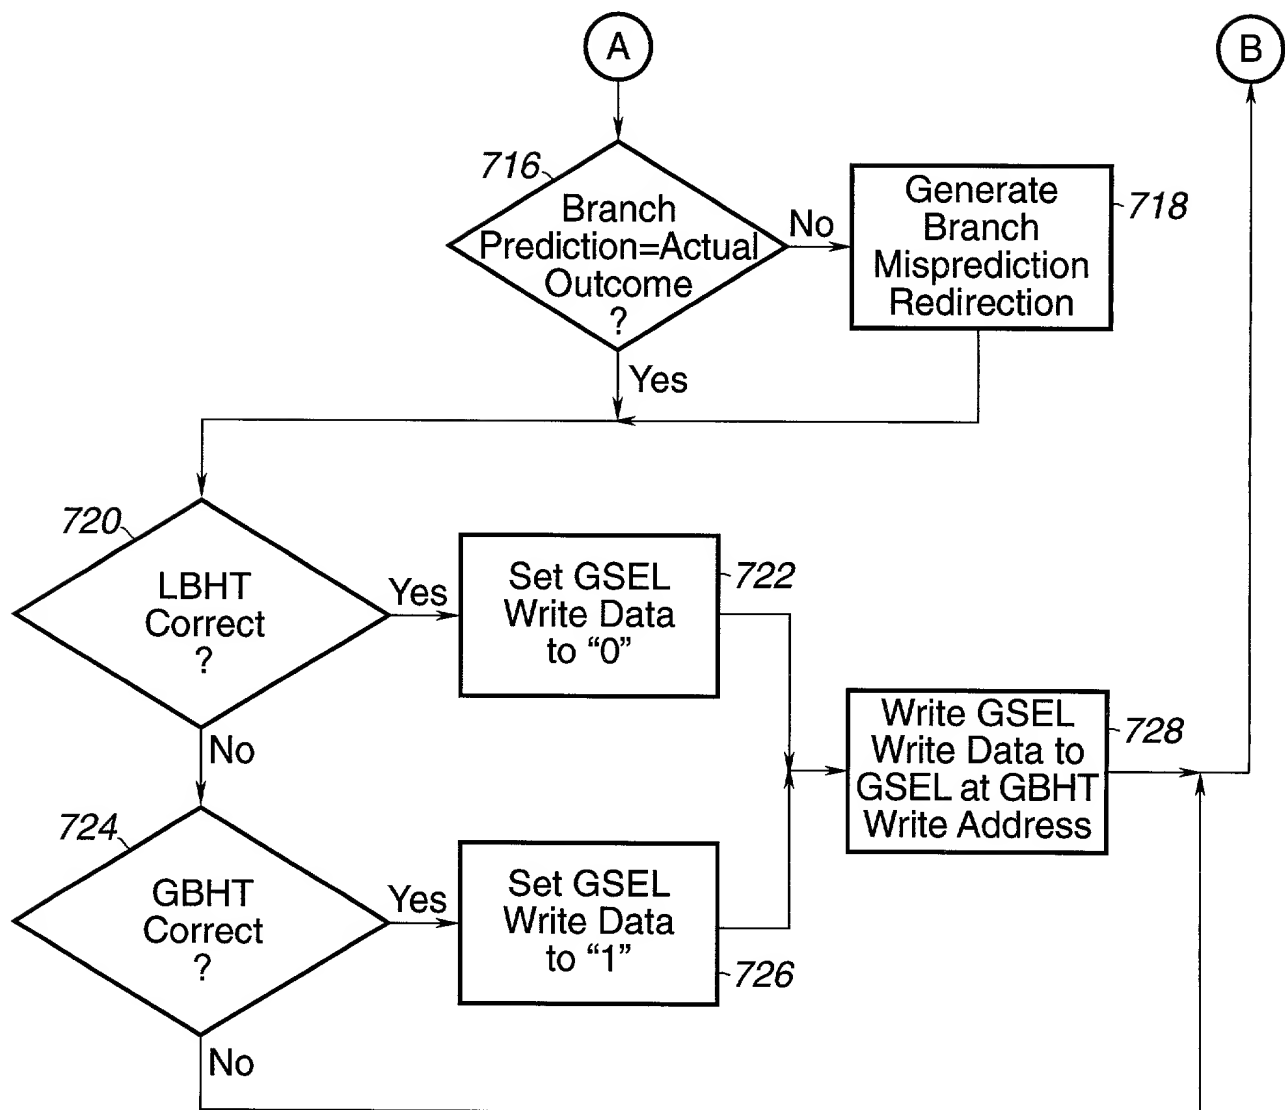 A
B
716
Branch
Prediction=Actual
Outcome
?
No
Generate
Branch
Misprediction
Redirection
718
Yes
720
LBHT
Correct
?
Yes
Set GSEL
Write Data
to “0”
722
No
Write GSEL
Write Data to
GSEL at GBHT
Write Address
728
724
GBHT
Correct
?
Yes
Set GSEL
Write Data
to “1”
726
No